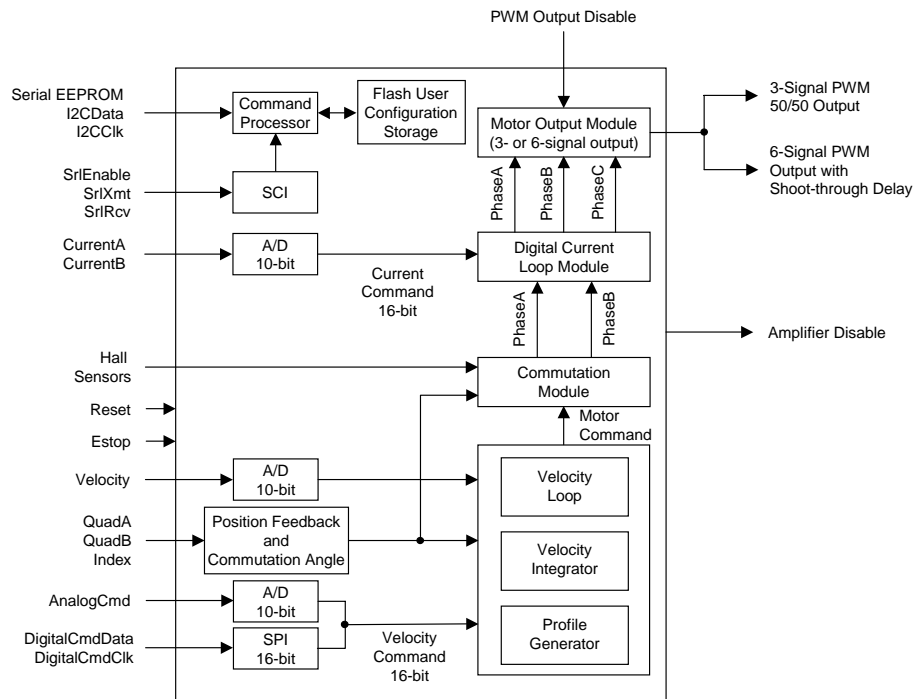 PWM Output Disable
Serial EEPROM
I2CData
I2CClk
Command
Processor
Flash User
Configuration
Storage
Motor Output Module
(3- or 6-signal output)
3-Signal PWM
50/50 Output
6-Signal PWM
Output with
Shoot-through Delay
SrlEnable
SrlXmt
SrlRcv
SCI
PhaseA
PhaseB
PhaseC
CurrentA
CurrentB
A/D
10-bit
Current
Command
16-bit
Digital Current
Loop Module
PhaseA
PhaseB
Amplifier Disable
Hall
Sensors
Commutation
Module
Reset
Estop
Motor
Command
Velocity
A/D
10-bit
Velocity
Loop
QuadA
QuadB
Index
Position Feedback
and
Commutation Angle
Velocity
Integrator
AnalogCmd
A/D
10-bit
DigitalCmdData
DigitalCmdClk
SPI
16-bit
Velocity
Command
16-bit
Profile
Generator